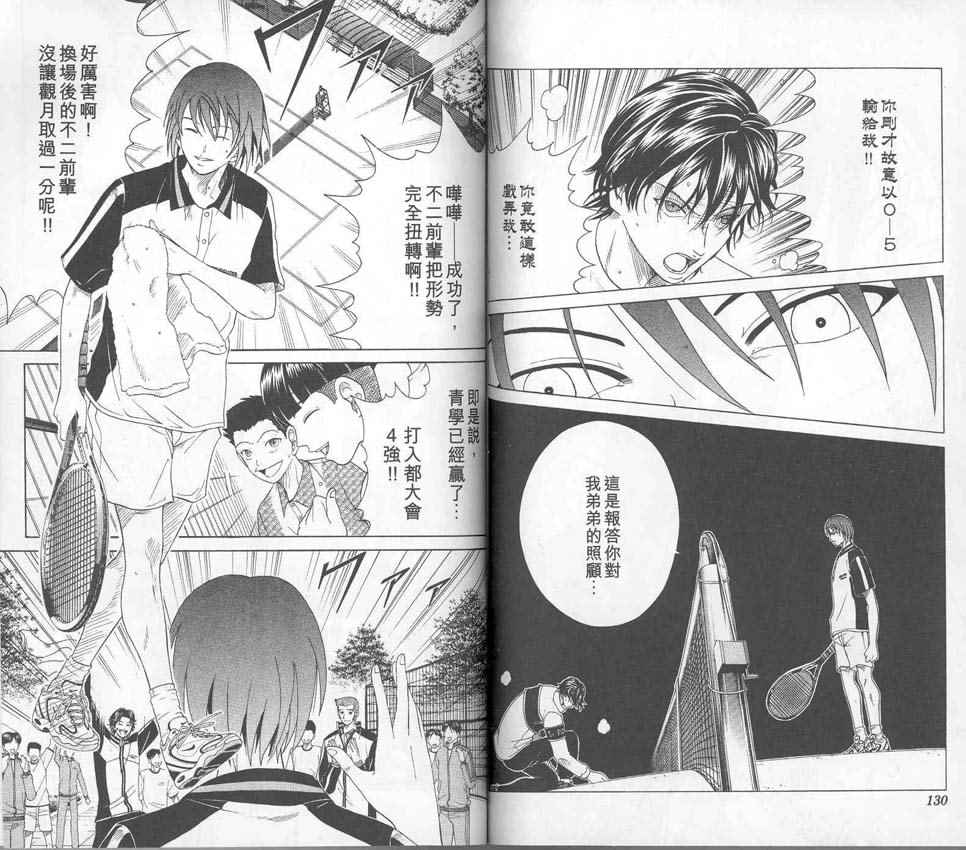 你剛才故意以0—5
輸給我!!
你竟敢這樣
戲弄我…
這是報答你對
我弟弟的照顧…
130
嘩嘩——成功了，
不二前輩把形勢
完全扭轉啊!!
好厲害啊！
換場後的不二前輩
沒讓觀月取過一分呢!!
即是說，
青學已經贏了…
打入都大會
4強!!
ワァァ